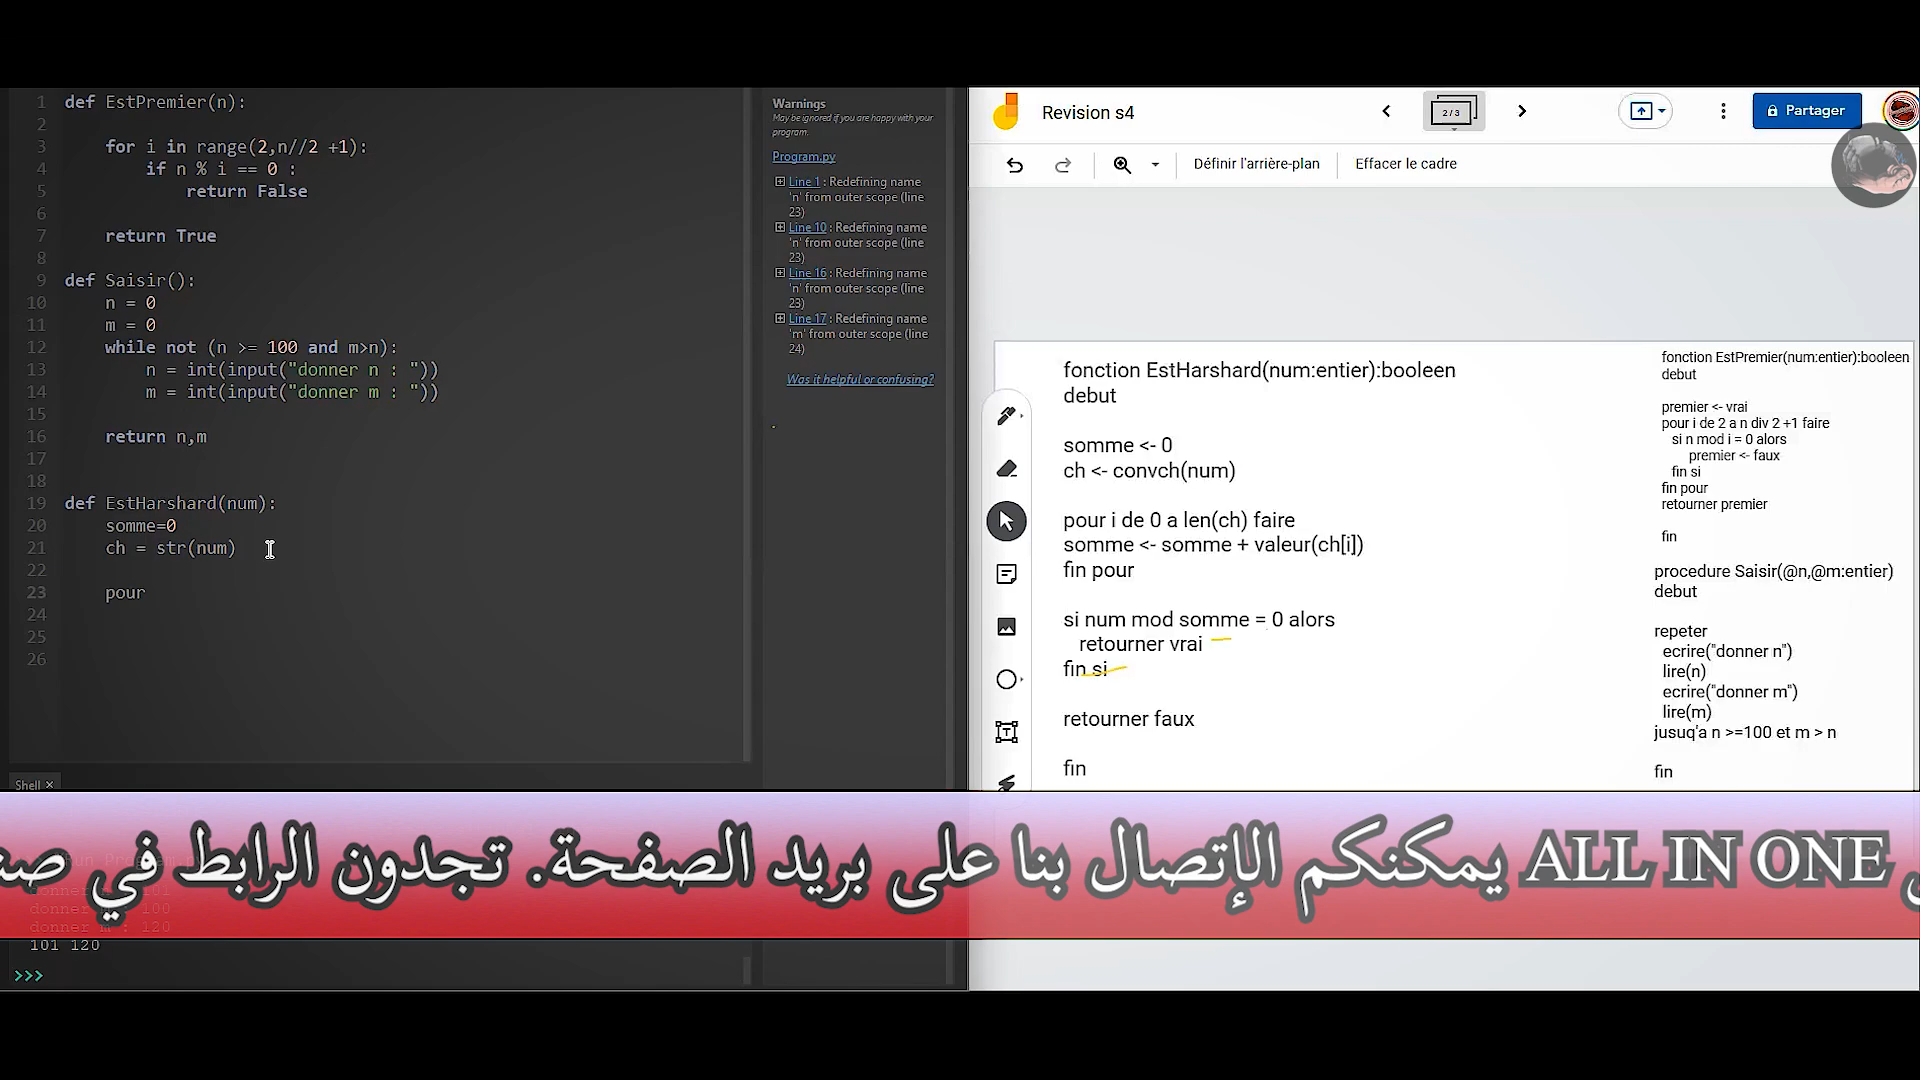 1 def EstPremier(n):
2
3 for i in range(2,n//2 +1):
4 if n % i == 0 :
5 return False
6
7 return True
8
9 def Saisir():
10 n = 0
11 m = 0
12 while not (n >= 100 and m>n):
13 n = int(input("donner n : "))
14 m = int(input("donner m : "))
15
16 return n,m
17
18
19 def EstHarshard(num):
20 somme=0
21 ch = str(num)
22
23 pour
24
25
26
Warnings
May be ignored if you are happy with your
program.
Program.py
Line 1 : Redefining name
'n' from outer scope (line
23)
Line 10 : Redefining name
'n' from outer scope (line
23)
Line 16 : Redefining name
'n' from outer scope (line
23)
Line 17 : Redefining name
'm' from outer scope (line
24)
Was it helpful or confusing?
Revision s4
2 / 3
Partager
Définir l'arrière-plan
Effacer le cadre
fonction EstHarshard(num:entier):booleen
debut
somme <- 0
ch <- convch(num)
pour i de 0 a len(ch) faire
somme <- somme + valeur(ch[i])
fin pour
si num mod somme = 0 alors
retourner vrai
fin si
retourner faux
fin
fonction EstPremier(num:entier):booleen
debut
premier <- vrai
pour i de 2 a n div 2 +1 faire
si n mod i = 0 alors
premier <- faux
fin si
fin pour
retourner premier
fin
procedure Saisir(@n,@m:entier)
debut
repeter
ecrire("donner n")
lire(n)
ecrire("donner m")
lire(m)
jusuq'a n >=100 et m > n
fin
Shell
ALL IN ONE يمكنكم الإتصال بنا على بريد الصفحة. تجدون الرابط في
donner m : 120
101 120
>>>